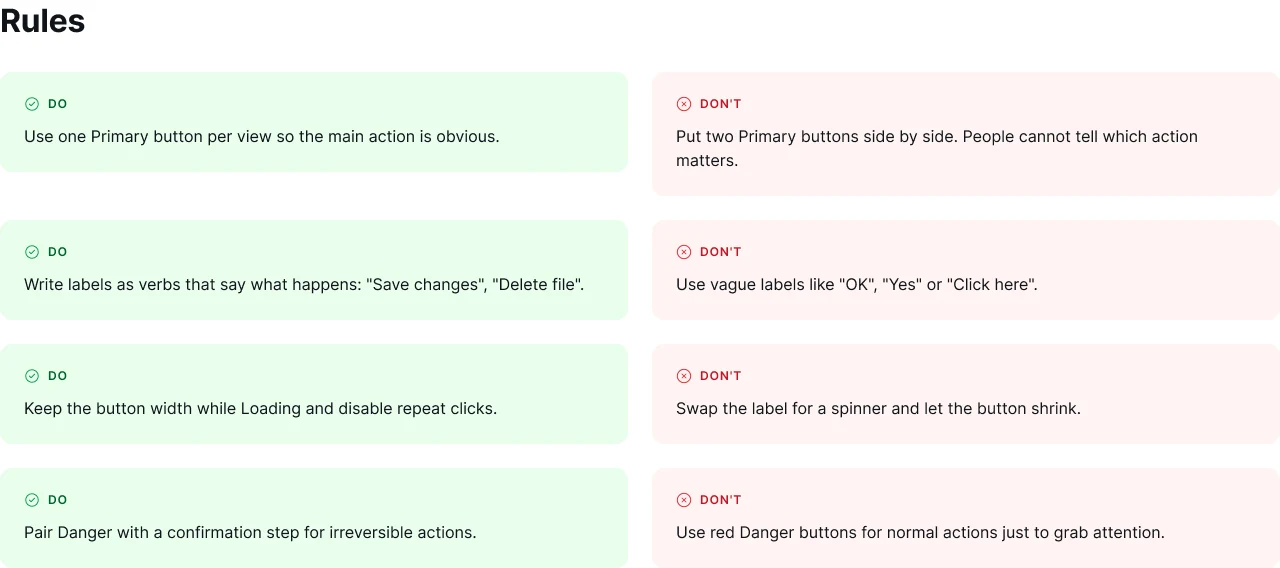 Rules
DO
Use one Primary button per view so the main action is obvious.
DON'T
Put two Primary buttons side by side. People cannot tell which action
matters.
DO
Write labels as verbs that say what happens: "Save changes", "Delete file".
DON'T
Use vague labels like "OK", "Yes" or "Click here".
DO
Keep the button width while Loading and disable repeat clicks.
DON'T
Swap the label for a spinner and let the button shrink.
DO
Pair Danger with a confirmation step for irreversible actions.
DON'T
Use red Danger buttons for normal actions just to grab attention.